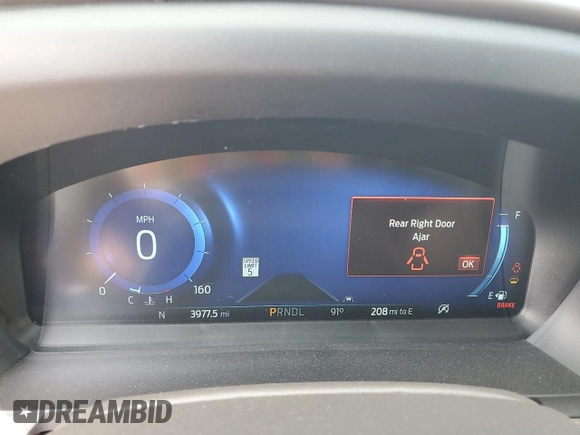 MPH
0
0 160
C H
SPEED
LIMIT
5
Rear Right Door
Ajar
OK
F
E
BRAKE
N 3977.5 mi PRNDL 91° 208 mi to E
DREAMBID